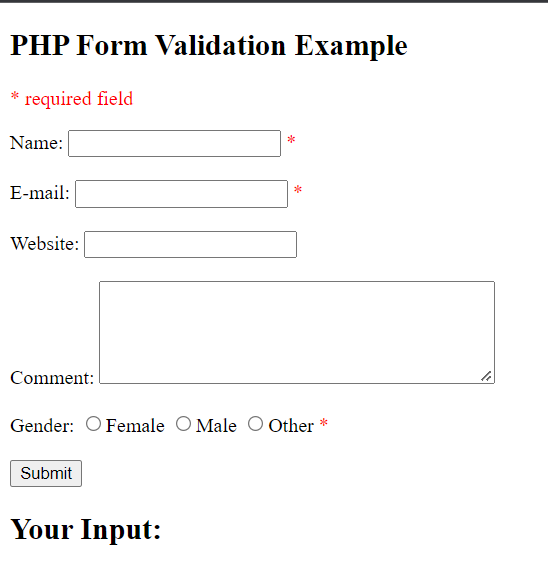 PHP Form Validation Example
* required field
Name: *
E-mail: *
Website:
Comment:
Gender: Female Male Other *
Submit
Your Input: